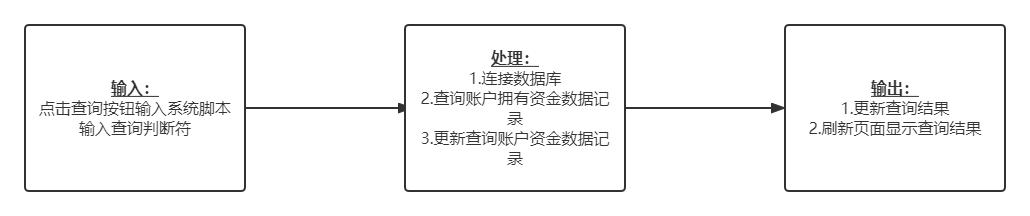 输入：
点击查询按钮输入系统脚本
输入查询判断符
处理：
1.连接数据库
2.查询账户拥有资金数据记
录
3.更新查询账户资金数据记
录
输出：
1.更新查询结果
2.刷新页面显示查询结果